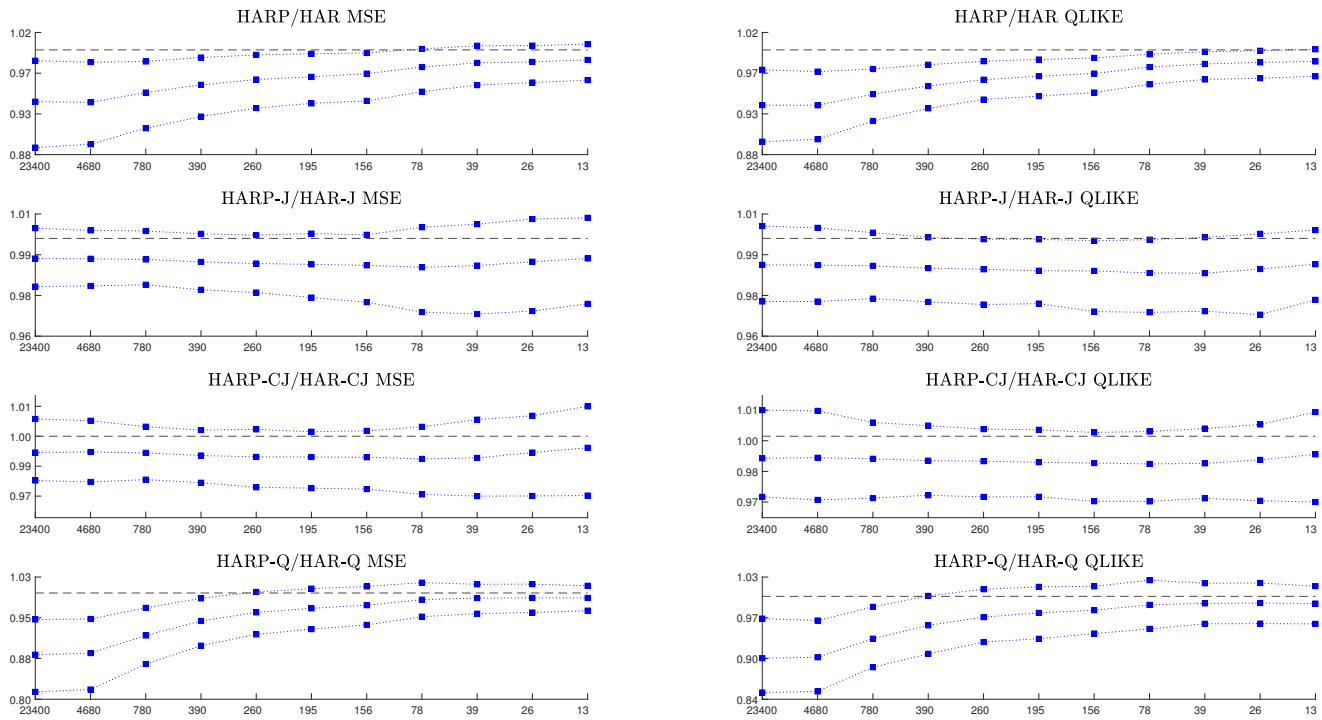 HARP/HAR MSE
1.02
0.97
0.93
0.88
23400 4680 780 390 260 195 156 78 39 26 13
HARP/HAR QLIKE
1.02
0.97
0.93
0.88
23400 4680 780 390 260 195 156 78 39 26 13
HARP-J/HAR-J MSE
1.01
0.99
0.98
0.96
23400 4680 780 390 260 195 156 78 39 26 13
HARP-J/HAR-J QLIKE
1.01
0.99
0.98
0.96
23400 4680 780 390 260 195 156 78 39 26 13
HARP-CJ/HAR-CJ MSE
1.01
1.00
0.99
0.97
23400 4680 780 390 260 195 156 78 39 26 13
HARP-CJ/HAR-CJ QLIKE
1.01
1.00
0.98
0.97
23400 4680 780 390 260 195 156 78 39 26 13
HARP-Q/HAR-Q MSE
1.03
0.95
0.88
0.80
23400 4680 780 390 260 195 156 78 39 26 13
HARP-Q/HAR-Q QLIKE
1.03
0.97
0.90
0.84
23400 4680 780 390 260 195 156 78 39 26 13